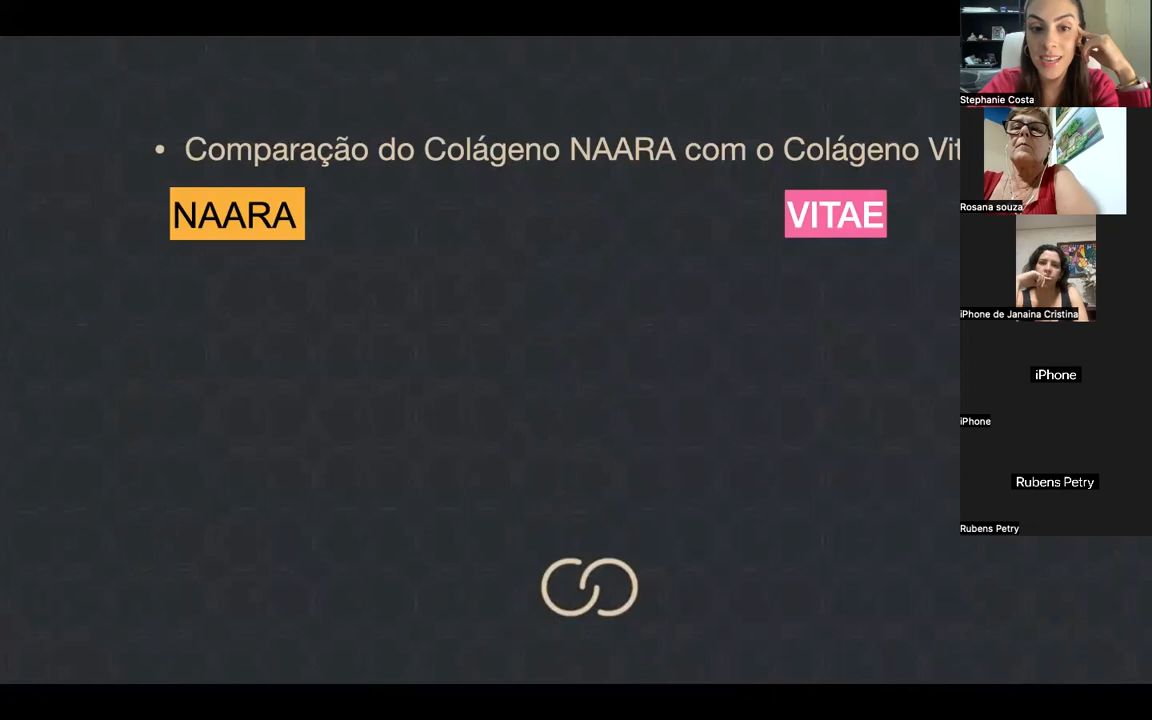 • Comparação do Colágeno NAARA com o Colágeno Vit
NAARA
VITAE
Stephanie Costa
Rosana souza
iPhone de Janaina Cristina
iPhone
iPhone
Rubens Petry
Rubens Petry